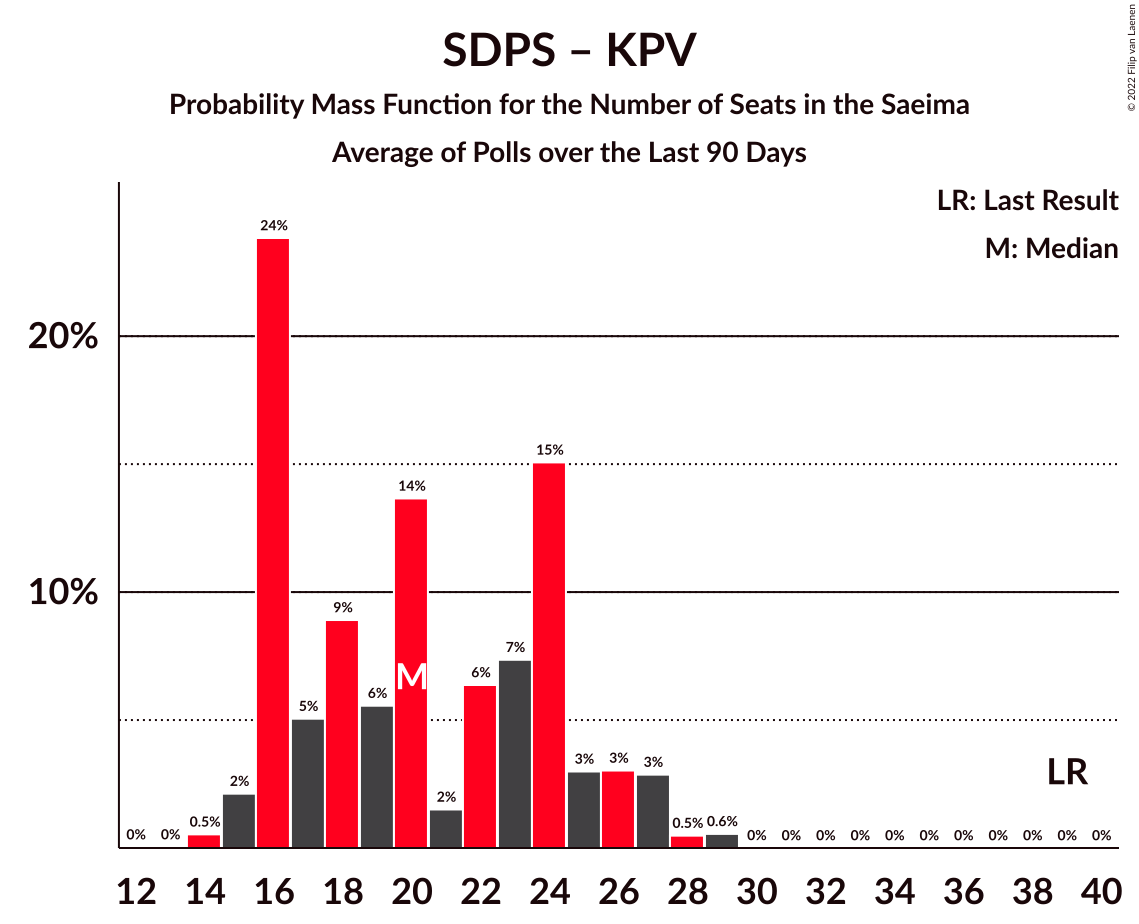 SDPS – KPV
Probability Mass Function for the Number of Seats in the Saeima
Average of Polls over the Last 90 Days
© 2022 Filip van Laenen
LR: Last Result
M: Median
20%
10%
0% 0% 0.5% 2% 24% 5% 9% 6% 14% 2% 6% 7% 15% 3% 3% 3% 0.5% 0.6% 0% 0% 0% 0% 0% 0% 0% 0% 0% 0% 0%
M
LR
12 14 16 18 20 22 24 26 28 30 32 34 36 38 40